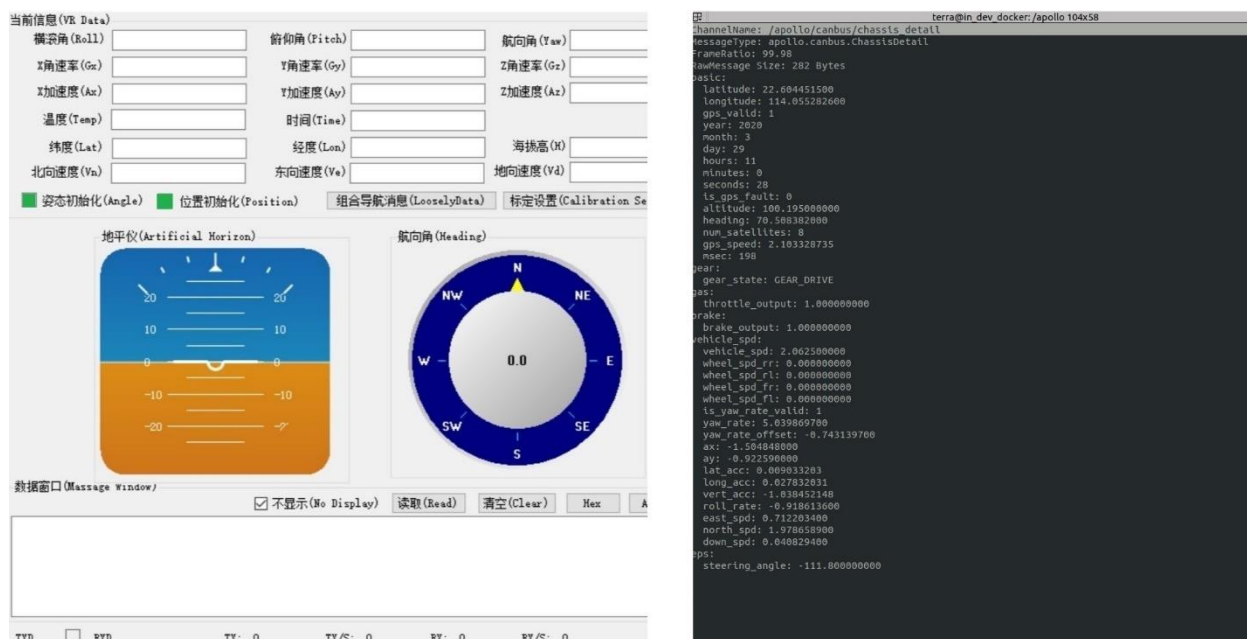 当前信息(VR Data)
横滚角(Roll) 俯仰角(Pitch) 航向角(Yaw)
X角速率(Gx) Y角速率(Gy) Z角速率(Gz)
X加速度(Ax) Y加速度(Ay) Z加速度(Az)
温度(Temp) 时间(Time)
纬度(Lat) 经度(Lon) 海拔高(H)
北向速度(Vn) 东向速度(Ve) 地向速度(Vd)
姿态初始化(Angle) 位置初始化(Position) 组合导航消息(LooselyData) 标定设置(Calibration Se
地平仪(Artificial Horizon) 航向角(Heading)
20 20
10 10
0 0
-10 -10
-20
N
NW NE
W 0.0 E
SW SE
S
数据窗口(Massage Window)
不显示(No Display) 读取(Read) 清空(Clear) Hex A
TXD RXD TX: 0 TX/S: 0 RX: 0 RX/S: 0
terra@in_dev_docker: /apollo 104x58
ChannelName: /apollo/canbus/chassis_detail
MessageType: apollo.canbus.ChassisDetail
FrameRatio: 99.98
RawMessage Size: 282 Bytes
basic:
latitude: 22.604451500
longitude: 114.055282600
gps_valid: 1
year: 2020
month: 3
day: 29
hours: 11
minutes: 0
seconds: 28
is_gps_fault: 0
altitude: 100.195000000
heading: 70.508382000
num_satellites: 8
gps_speed: 2.103328735
msec: 198
gear:
gear_state: GEAR_DRIVE
gas:
throttle_output: 1.000000000
brake:
brake_output: 1.000000000
vehicle_spd:
vehicle_spd: 2.062500000
wheel_spd_rr: 0.000000000
wheel_spd_rl: 0.000000000
wheel_spd_fr: 0.000000000
wheel_spd_fl: 0.000000000
is_yaw_rate_valid: 1
yaw_rate: 5.039869700
yaw_rate_offset: -0.743139700
ax: -1.504848000
ay: -0.922590000
lat_acc: 0.009033203
long_acc: 0.027832031
vert_acc: -1.038452148
roll_rate: -0.918613600
east_spd: 0.712203400
north_spd: 1.978658900
down_spd: 0.040829400
eps:
steering_angle: -111.800000000